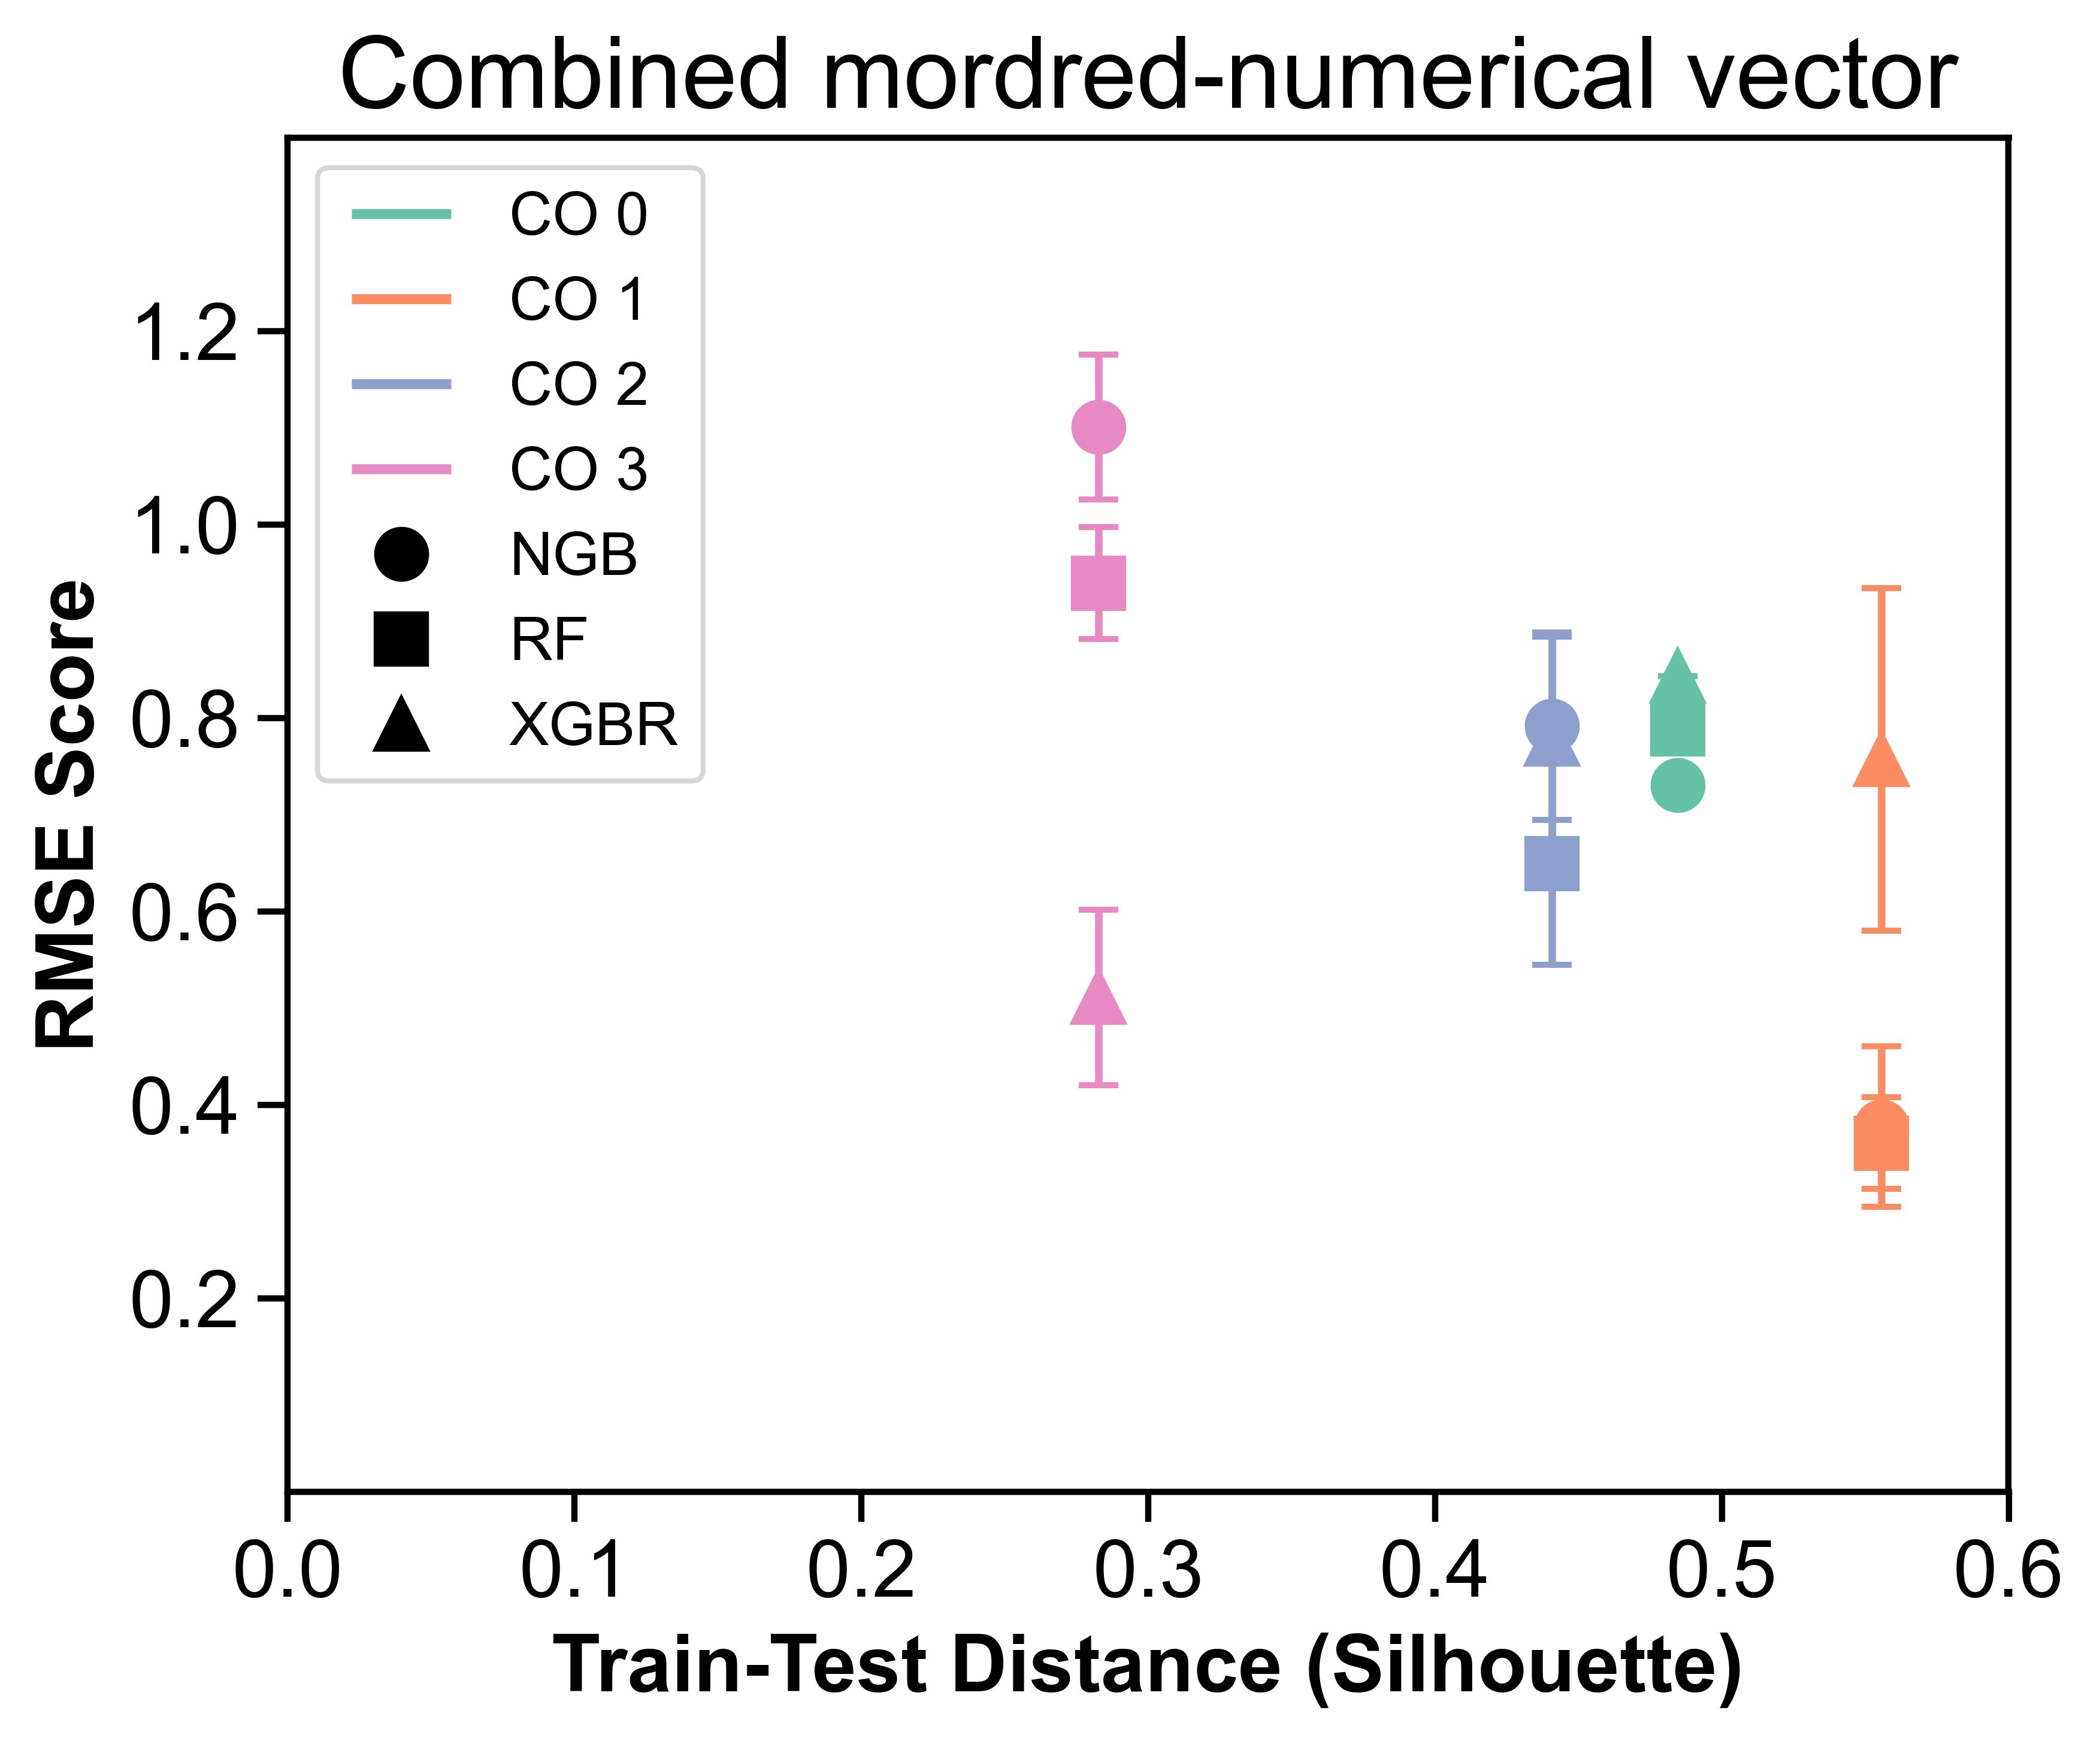 Combined mordred-numerical vector
CO 0
CO 1
CO 2
CO 3
NGB
RF
XGBR
RMSE Score
1.2
1.0
0.8
0.6
0.4
0.2
0.0 0.1 0.2 0.3 0.4 0.5 0.6
Train-Test Distance (Silhouette)